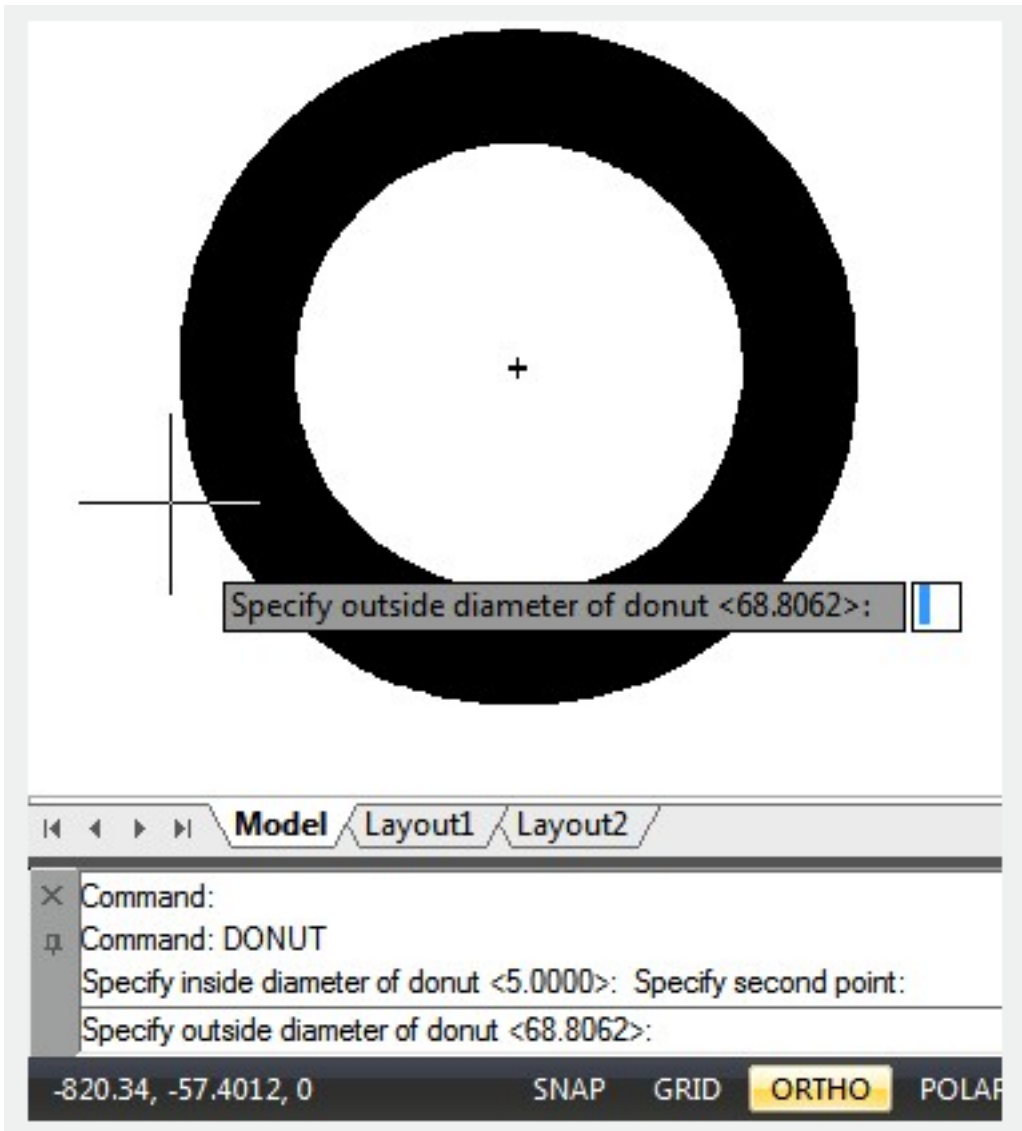 Specify outside diameter of donut <68.8062>:
Model Layout1 Layout2
Command:
Command: DONUT
Specify inside diameter of donut <5.0000>: Specify second point:
Specify outside diameter of donut <68.8062>:
-820.34, -57.4012, 0 SNAP GRID ORTHO POLAR